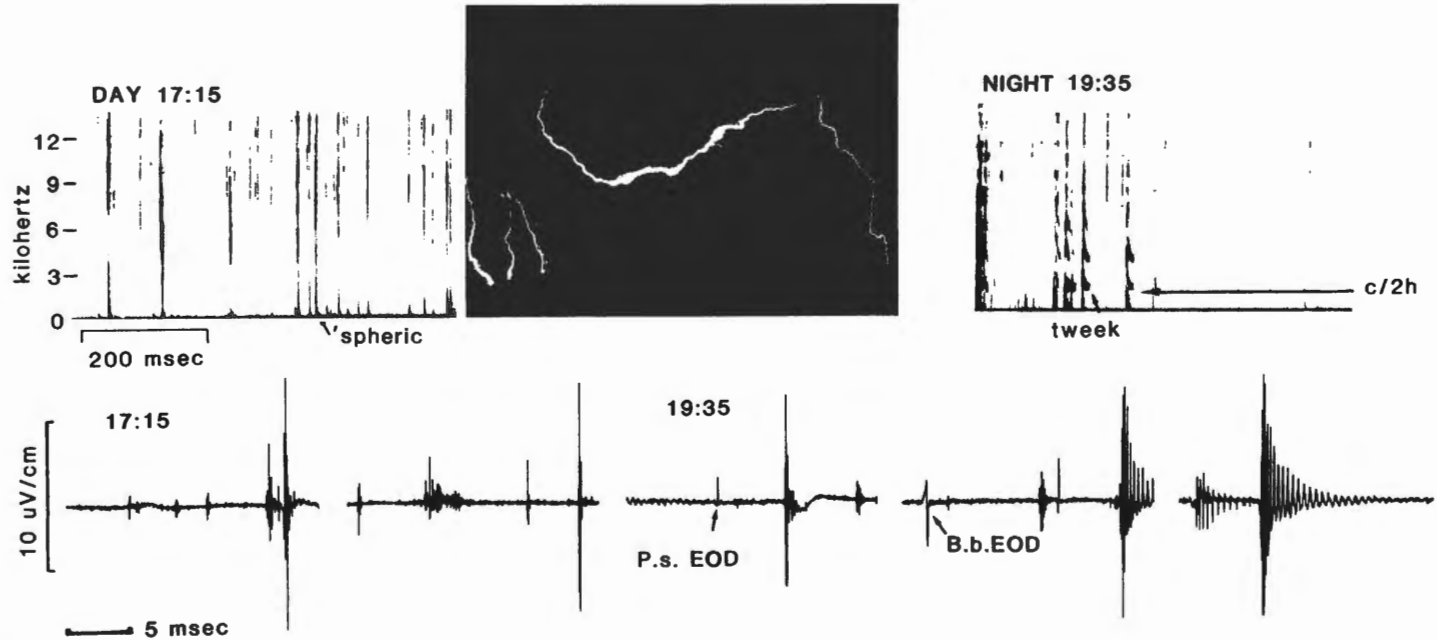 DAY 17:15
NIGHT 19:35
kilohertz
12
9
6
3
0
'spheric
200 msec
c/2h
tweek
17:15
19:35
10 uV/cm
P.s. EOD
B.b.EOD
5 msec